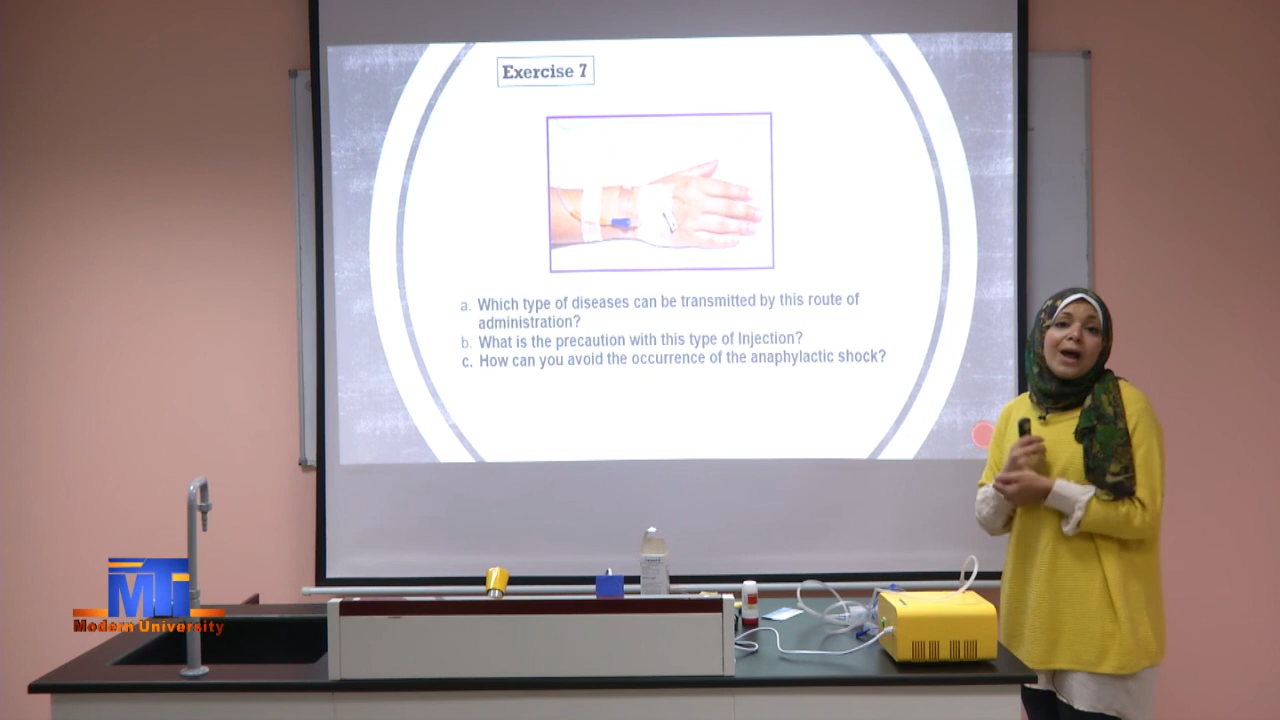 Exercise 7
a. Which type of diseases can be transmitted by this route of
administration?
b. What is the precaution with this type of Injection?
c. How can you avoid the occurrence of the anaphylactic shock?
MTI
Modern University